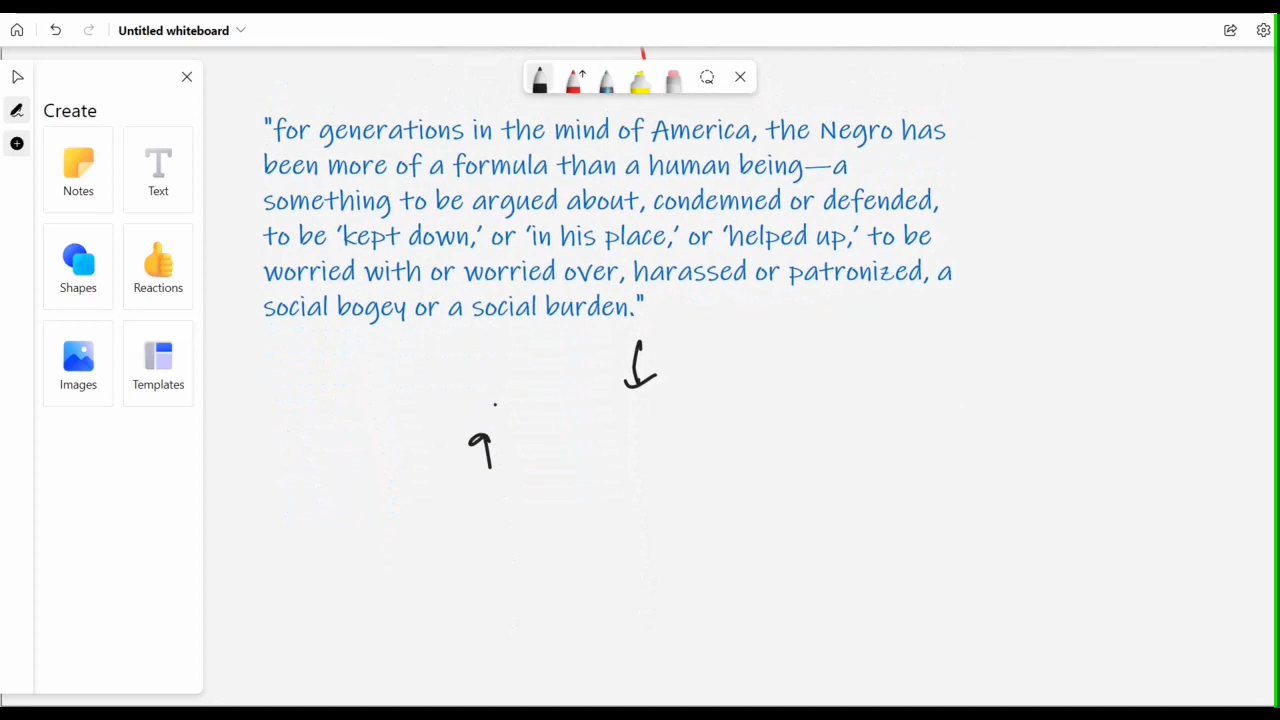 Untitled whiteboard
Create
Notes
Text
Shapes
Reactions
Images
Templates
"for generations in the mind of America, the Negro has
been more of a formula than a human being—a
something to be argued about, condemned or defended,
to be ‘kept down,’ or ‘in his place,’ or ‘helped up,’ to be
worried with or worried over, harassed or patronized, a
social bogey or a social burden."